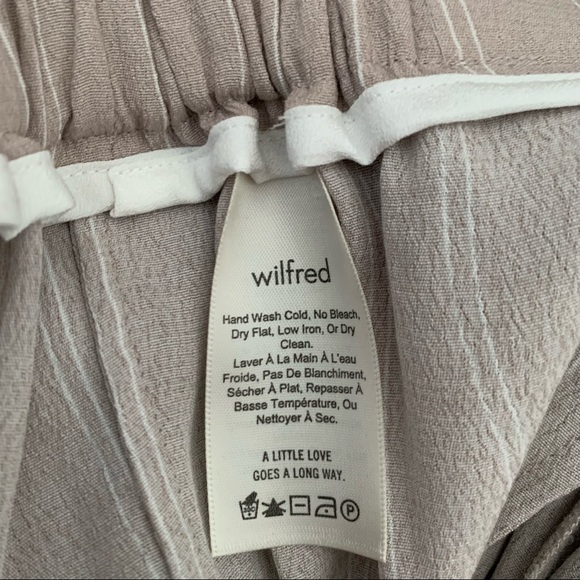 wilfred
Hand Wash Cold, No Bleach,
Dry Flat, Low Iron, Or Dry
Clean.
Laver À La Main À L'eau
Froide, Pas De Blanchiment,
Sécher À Plat, Repasser À
Basse Température, Ou
Nettoyer À Sec.
A LITTLE LOVE
GOES A LONG WAY.
P